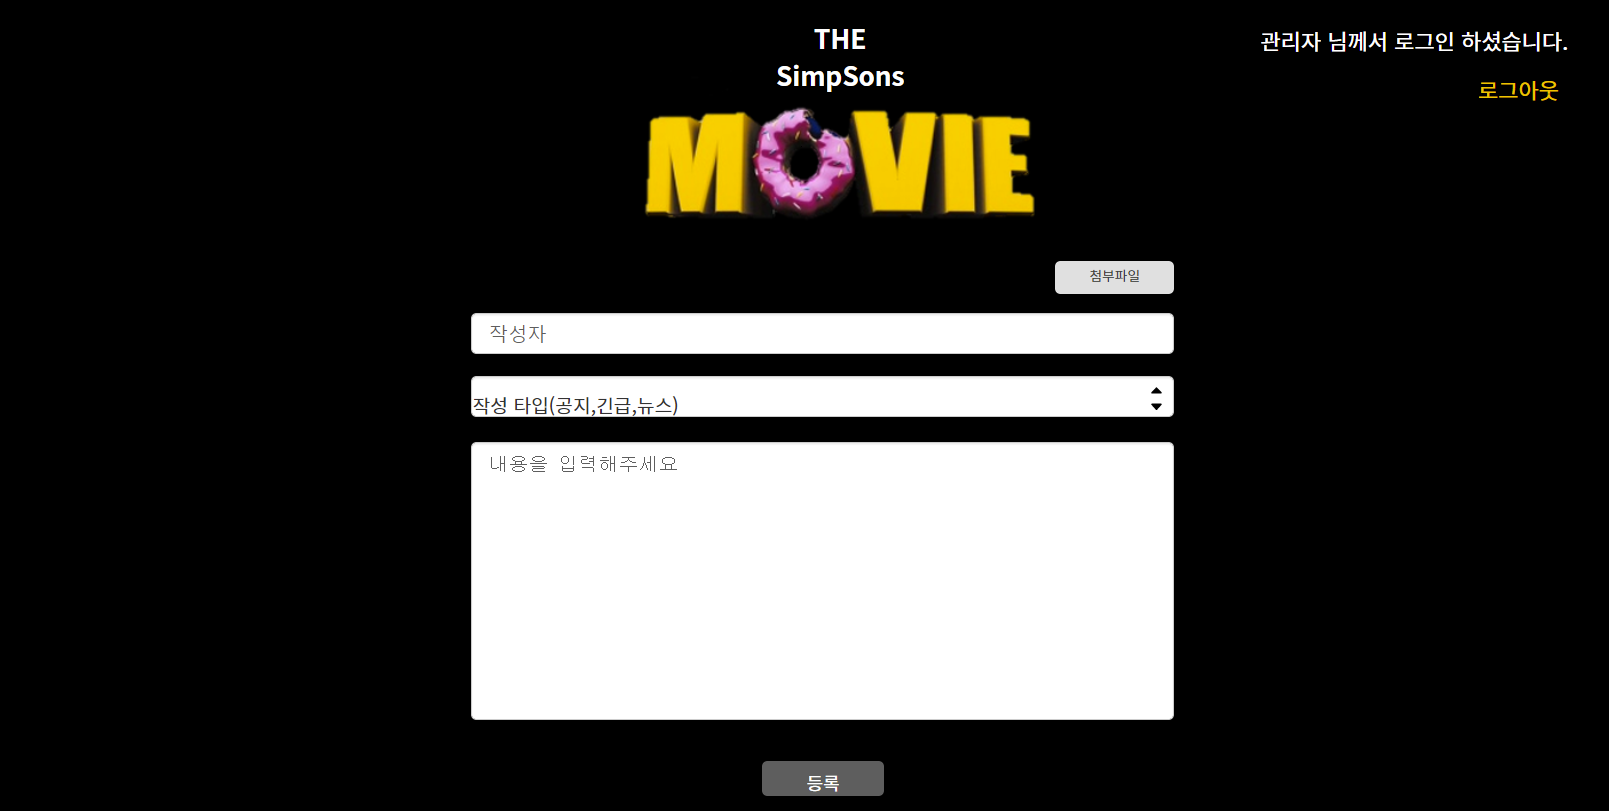 THE
SimpSons
MOVIE
관리자 님께서 로그인 하셨습니다.
로그아웃
첨부파일
작성자
작성 타입(공지,긴급,뉴스)
내용을 입력해주세요
등록